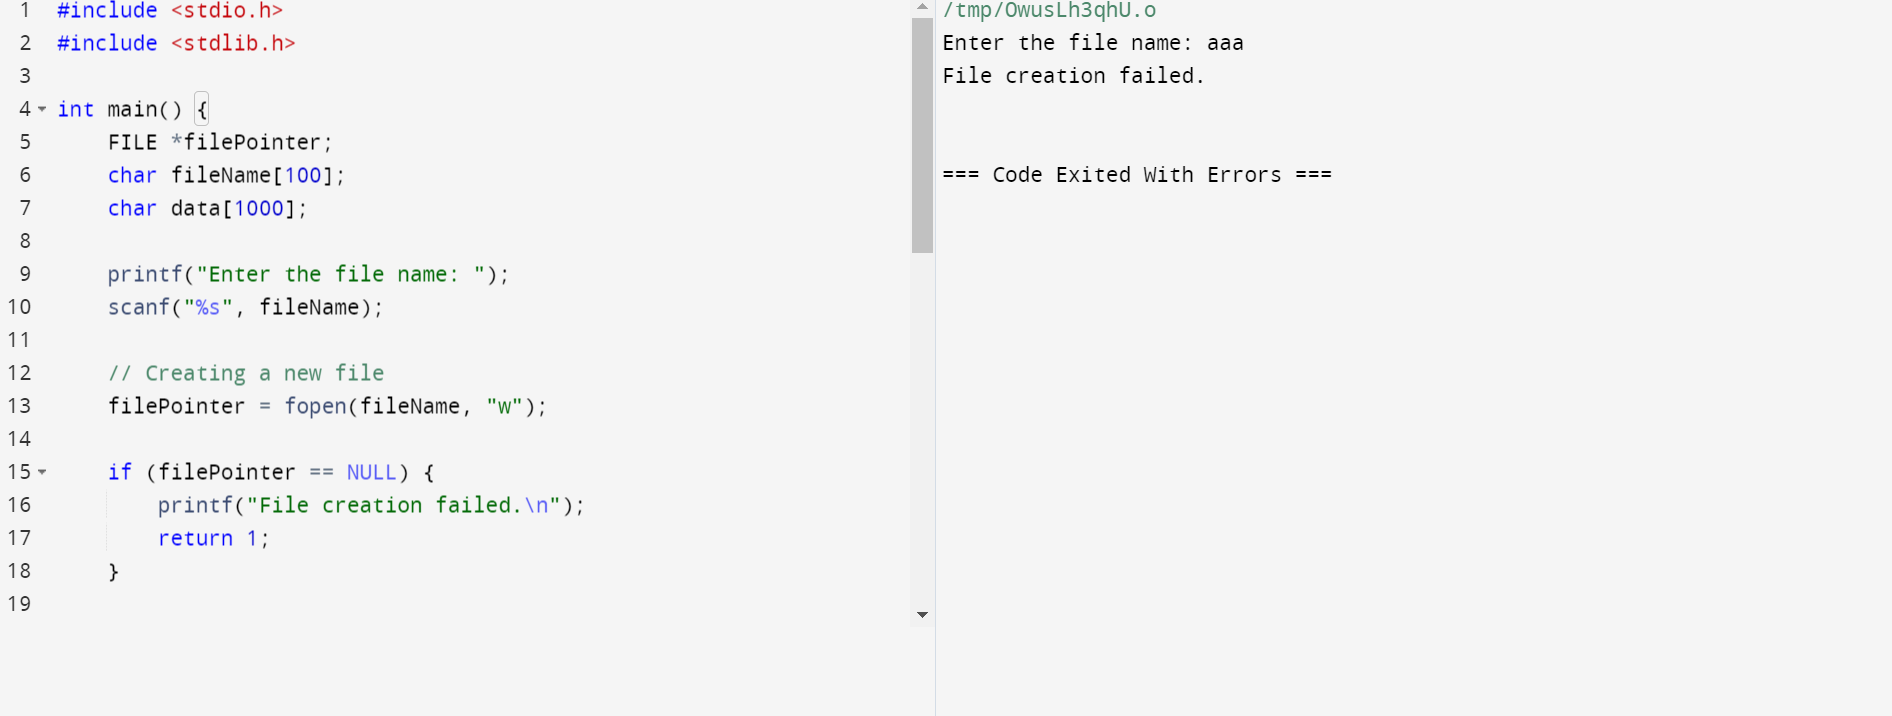 1 #include <stdio.h>
2 #include <stdlib.h>
3
4 int main() {
5     FILE *filePointer;
6     char fileName[100];
7     char data[1000];
8
9     printf("Enter the file name: ");
10     scanf("%s", fileName);
11
12     // Creating a new file
13     filePointer = fopen(fileName, "w");
14
15     if (filePointer == NULL) {
16         printf("File creation failed.\n");
17         return 1;
18     }
19
/tmp/OwusLh3qhU.o
Enter the file name: aaa
File creation failed.
=== Code Exited With Errors ===